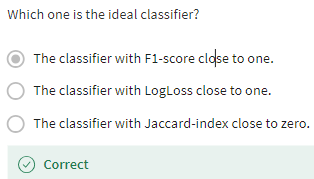 Which one is the ideal classifier?
The classifier with F1-score close to one.
The classifier with LogLoss close to one.
The classifier with Jaccard-index close to zero.
Correct